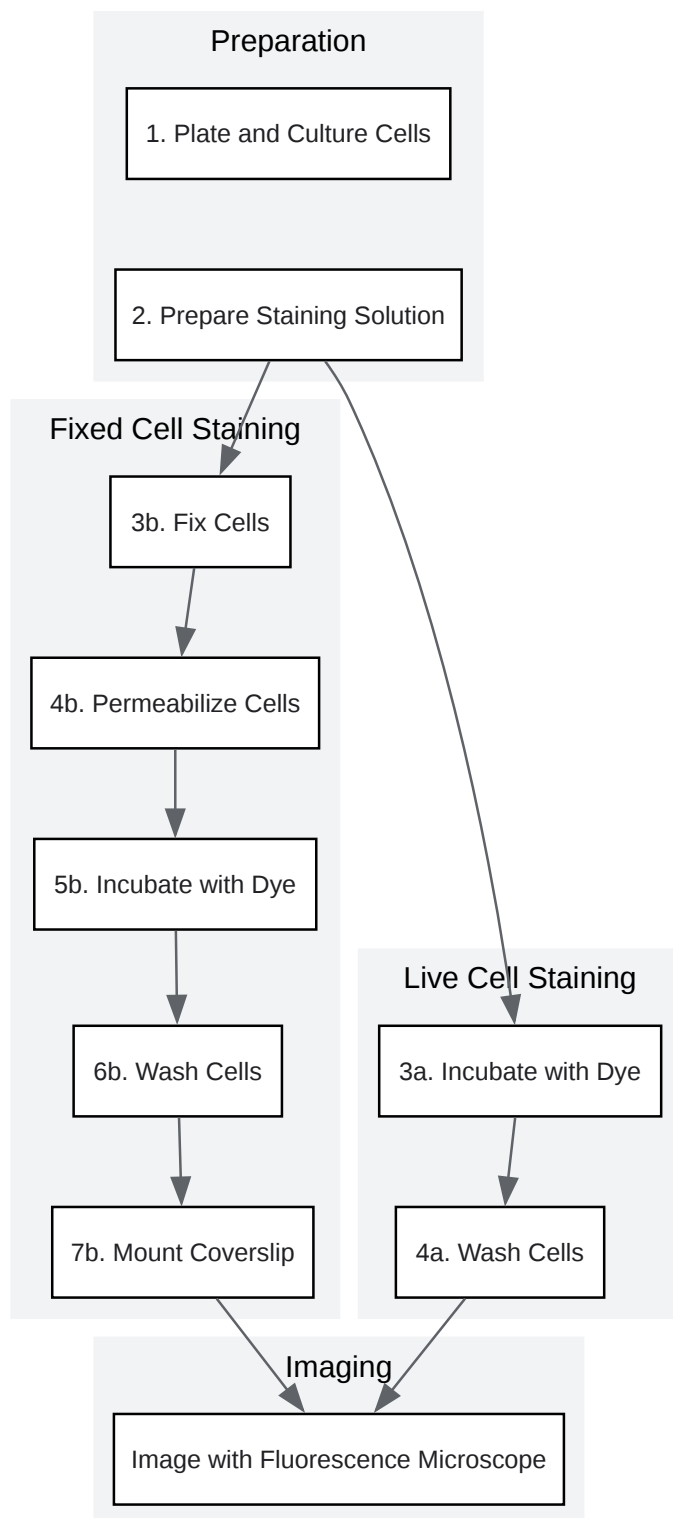 Preparation
1. Plate and Culture Cells
2. Prepare Staining Solution
Fixed Cell Staining
3b. Fix Cells
4b. Permeabilize Cells
5b. Incubate with Dye
6b. Wash Cells
7b. Mount Coverslip
Live Cell Staining
3a. Incubate with Dye
4a. Wash Cells
Imaging
Image with Fluorescence Microscope